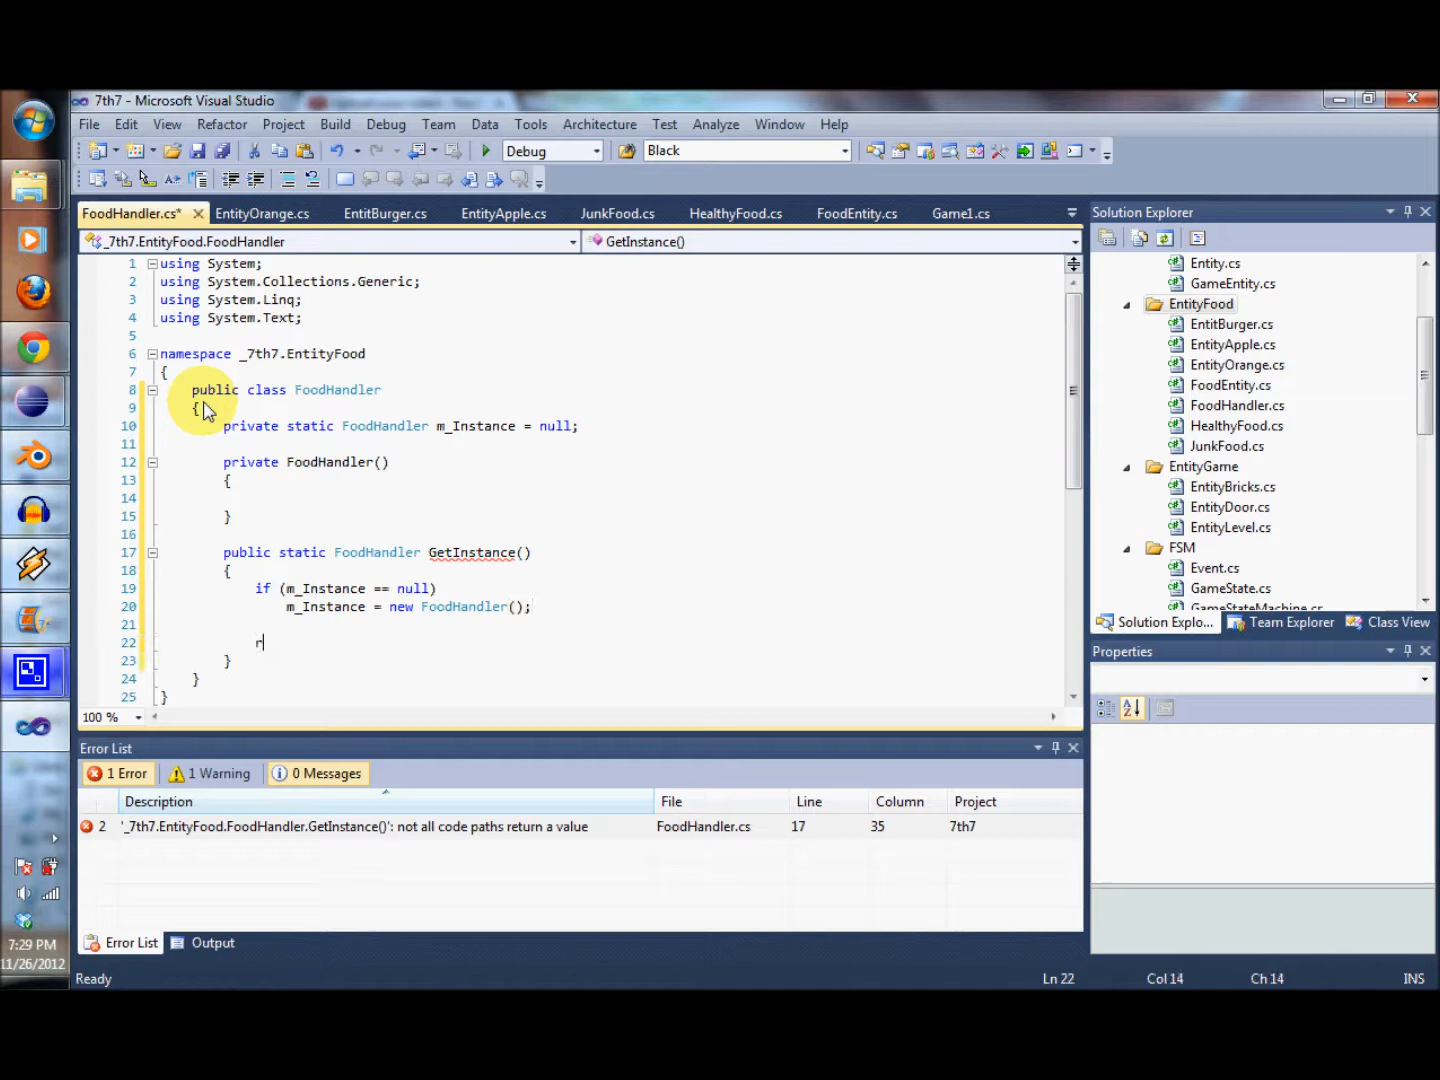 7th7 - Microsoft Visual Studio
File Edit View Refactor Project Build Debug Team Data Tools Architecture Test Analyze Window Help
Debug Black
FoodHandler.cs* EntityOrange.cs EntitBurger.cs EntityApple.cs JunkFood.cs HealthyFood.cs FoodEntity.cs Game1.cs
_7th7.EntityFood.FoodHandler GetInstance()
1 using System;
2 using System.Collections.Generic;
3 using System.Linq;
4 using System.Text;
5
6 namespace _7th7.EntityFood
7 {
8 public class FoodHandler
9 {
10 private static FoodHandler m_Instance = null;
11
12 private FoodHandler()
13 {
14
15 }
16
17 public static FoodHandler GetInstance()
18 {
19 if (m_Instance == null)
20 m_Instance = new FoodHandler();
21
22 r
23 }
24 }
25 }
100 %
Solution Explorer
Entity.cs
GameEntity.cs
EntityFood
EntitBurger.cs
EntityApple.cs
EntityOrange.cs
FoodEntity.cs
FoodHandler.cs
HealthyFood.cs
JunkFood.cs
EntityGame
EntityBricks.cs
EntityDoor.cs
EntityLevel.cs
FSM
Event.cs
GameState.cs
GameStateMachine.cs
Solution Explo... Team Explorer Class View
Properties
Error List
1 Error 1 Warning 0 Messages
Description File Line Column Project
2 '_7th7.EntityFood.FoodHandler.GetInstance()': not all code paths return a value FoodHandler.cs 17 35 7th7
Error List Output
Ready Ln 22 Col 14 Ch 14 INS
7:29 PM
11/26/2012